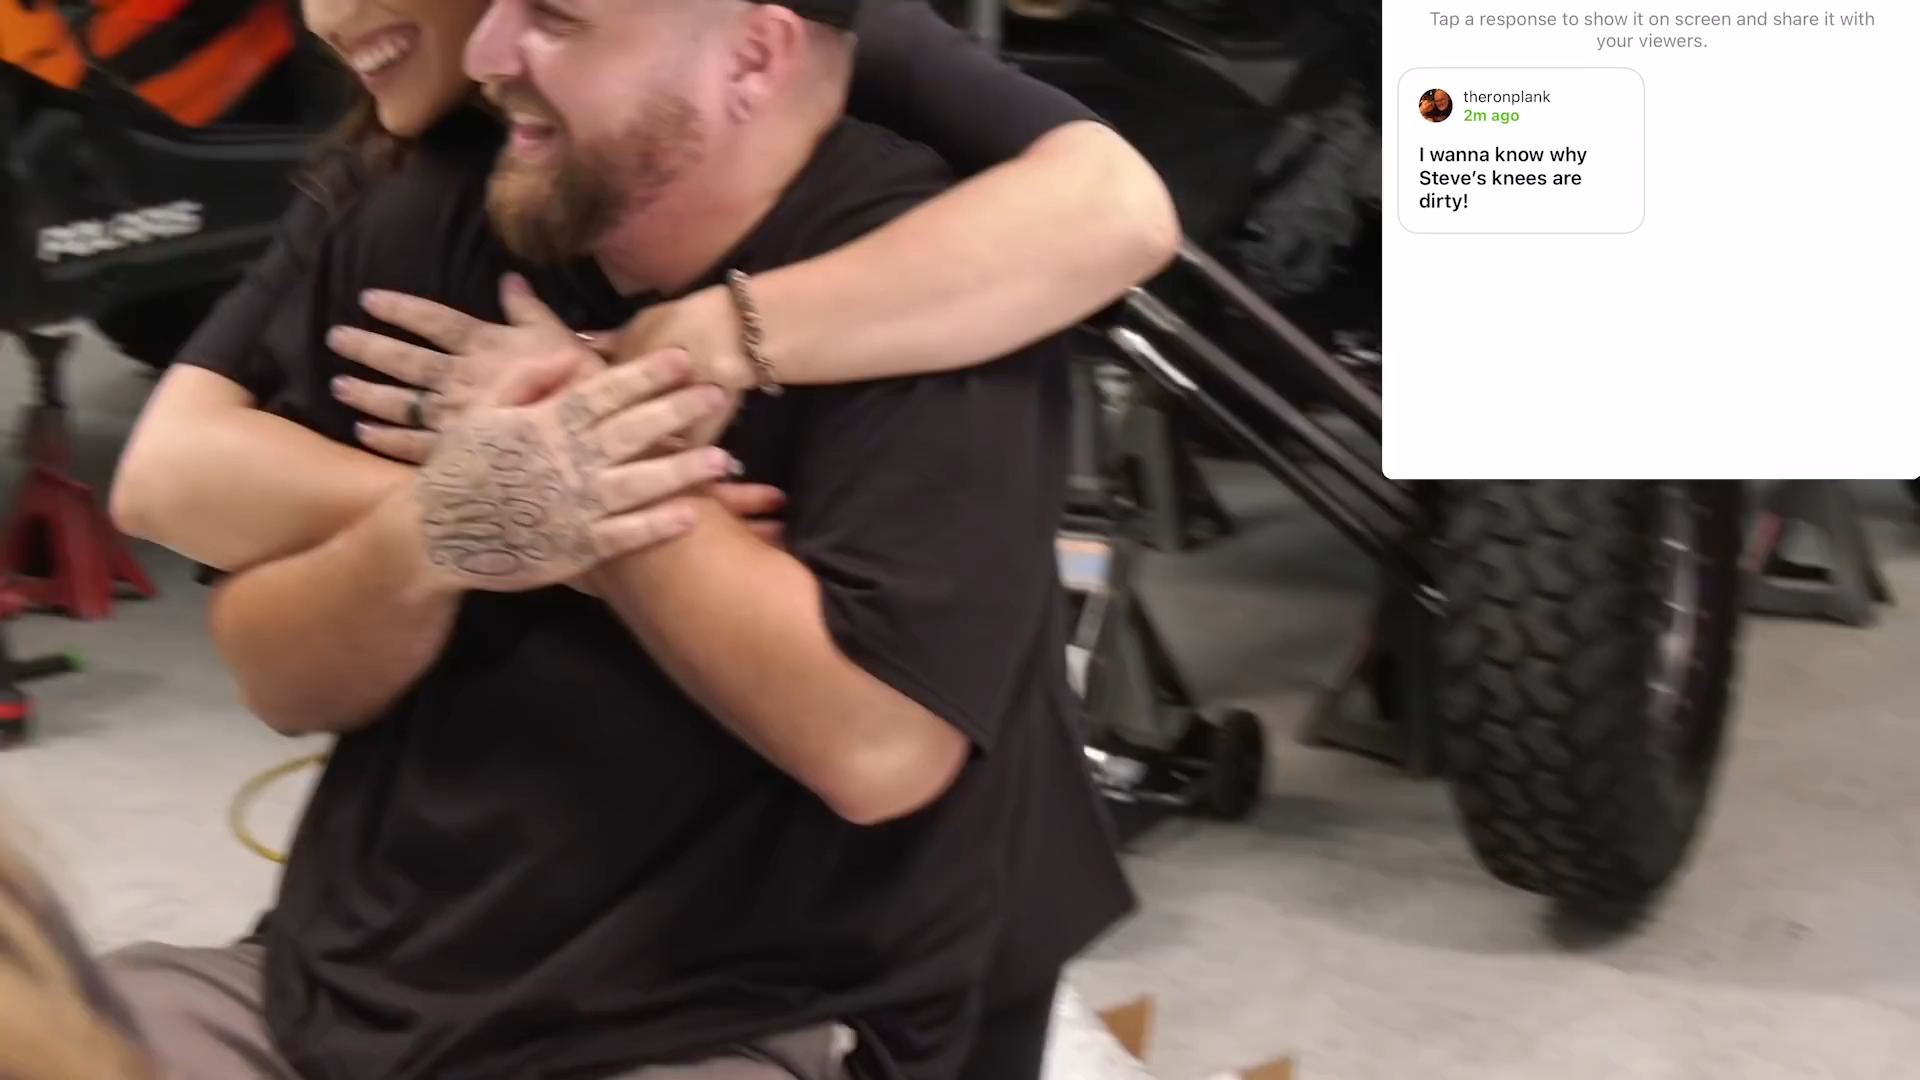 Tap a response to show it on screen and share it with
your viewers.
theronplank
2m ago
I wanna know why
Steve’s knees are
dirty!
POLARIS